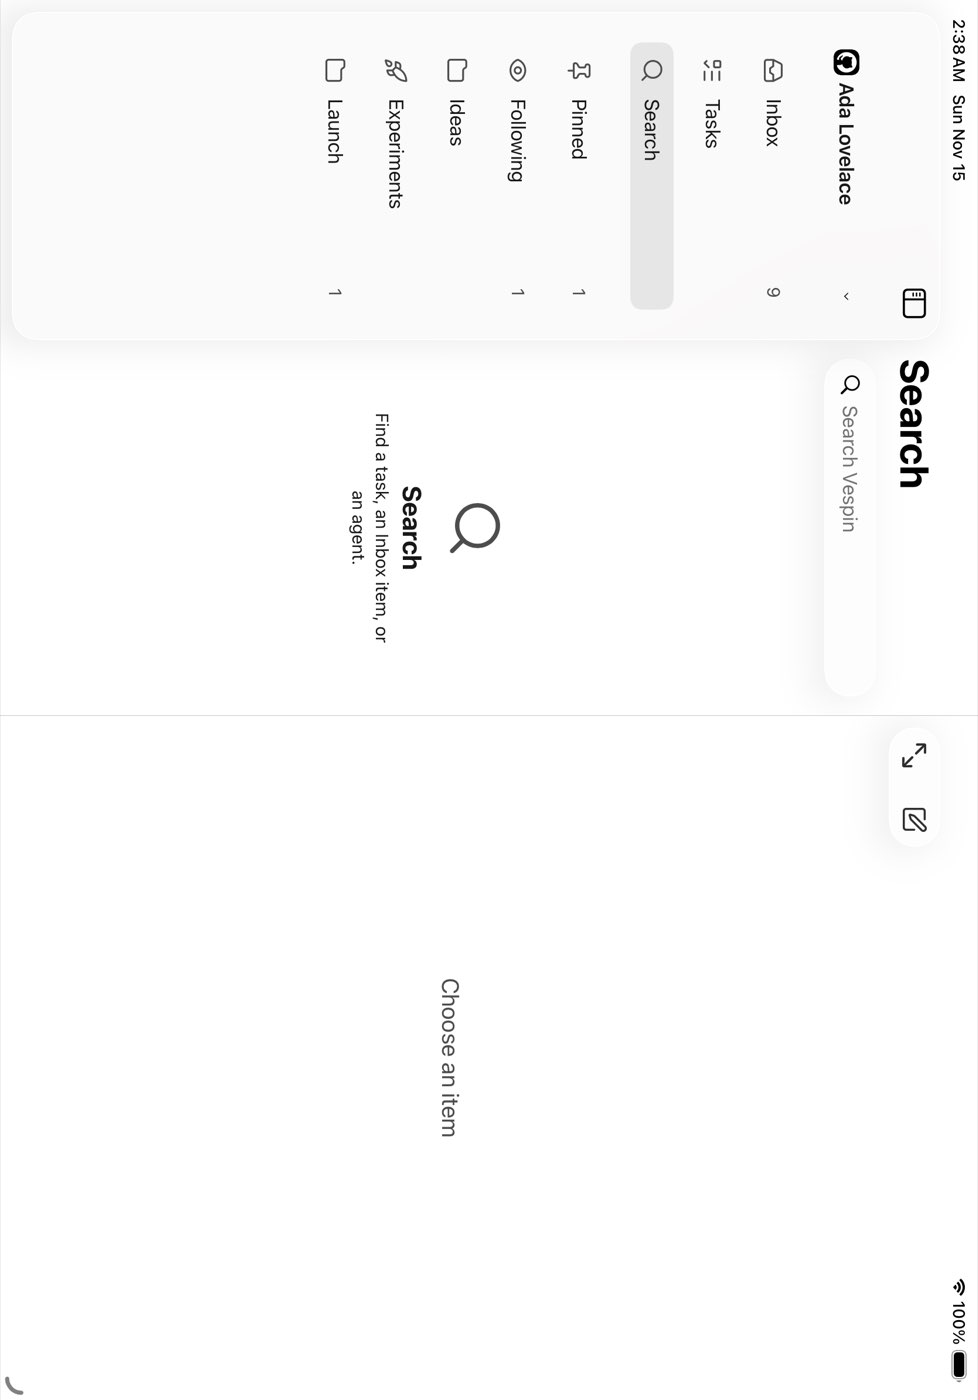 2:38 AM Sun Nov 15
100%
Ada Lovelace
Inbox 9
Tasks
Search
Pinned 1
Following 1
Ideas
Experiments
Launch 1
Search
Search Vespin
Search
Find a task, an Inbox item, or
an agent.
Choose an item